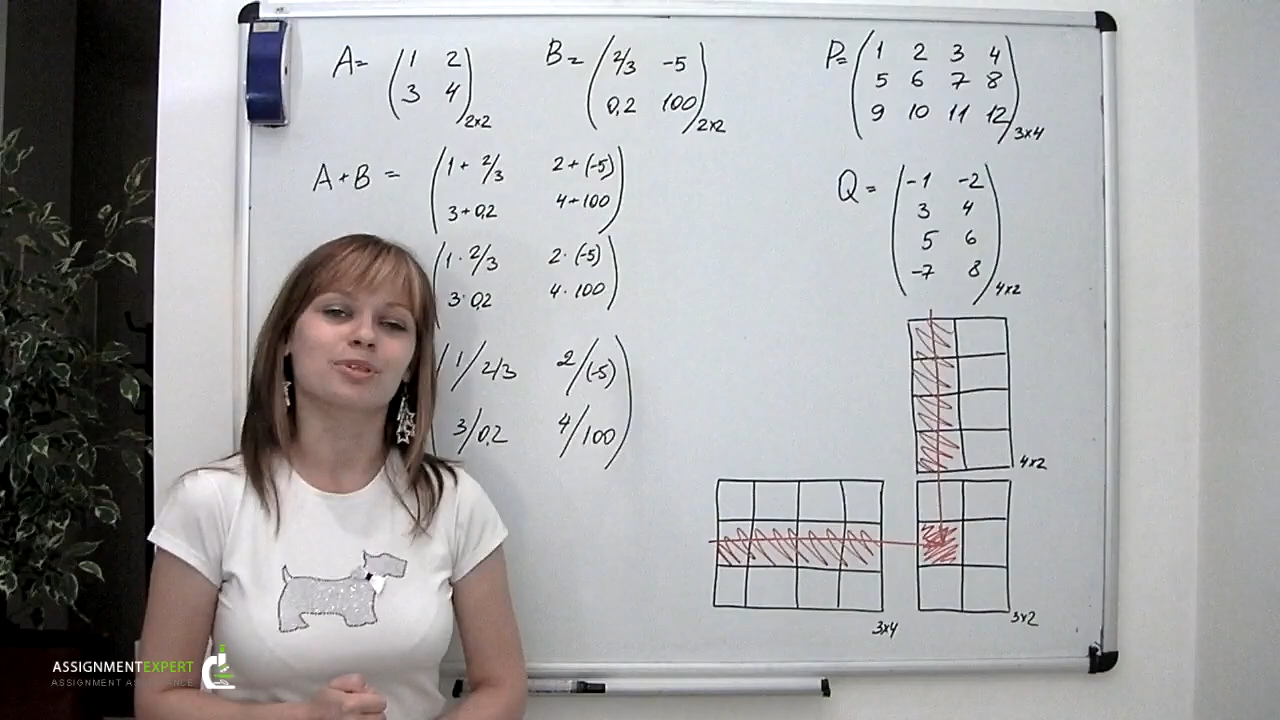 A= (1 2
3 4)2x2
B= (2/3 -5
0,2 100)2x2
A+B = (1+ 2/3 2+(-5)
3+0,2 4+100)
(1·2/3 2·(-5)
3·0,2 4·100)
(1/2/3 2/(-5)
3/0,2 4/100)
P= (1 2 3 4
5 6 7 8
9 10 11 12)3x4
Q= (-1 -2
3 4
5 6
-7 8)4x2
4x2
3x4
3x2
ASSIGNMENTEXPERT